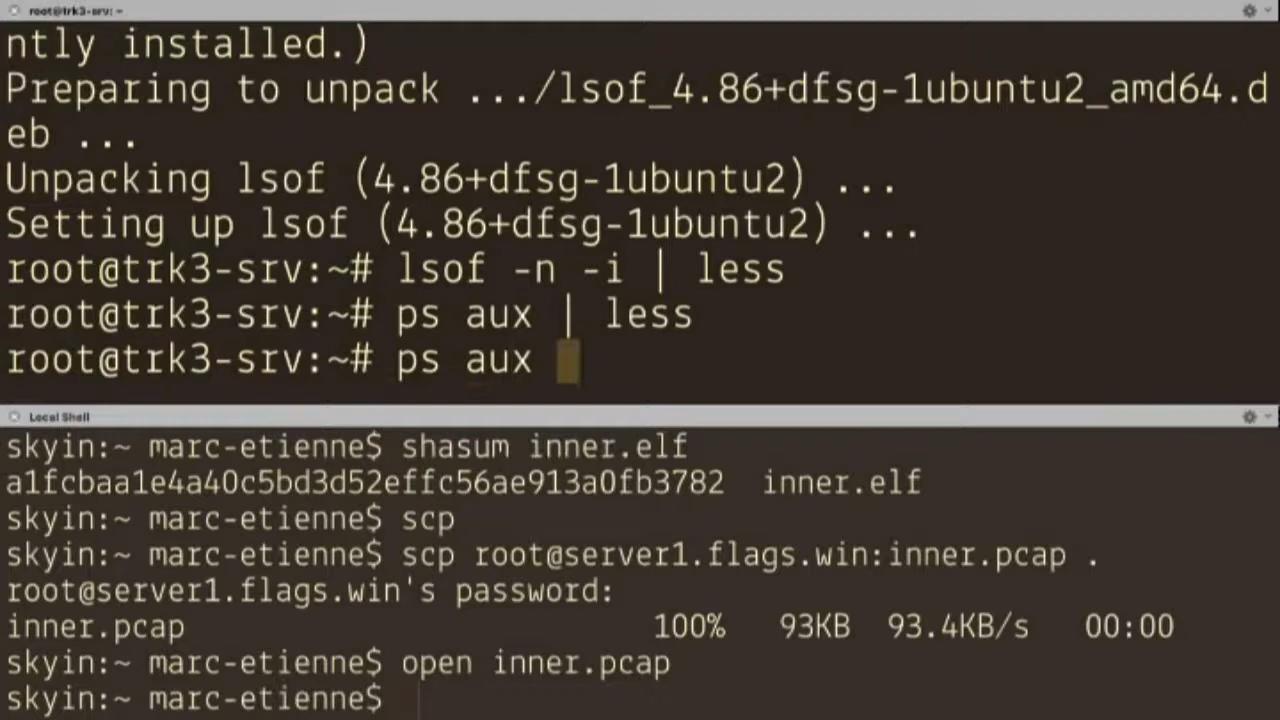 root@trk3-srv: ~
ntly installed.)
Preparing to unpack .../lsof_4.86+dfsg-1ubuntu2_amd64.d
eb ...
Unpacking lsof (4.86+dfsg-1ubuntu2) ...
Setting up lsof (4.86+dfsg-1ubuntu2) ...
root@trk3-srv:~# lsof -n -i | less
root@trk3-srv:~# ps aux | less
root@trk3-srv:~# ps aux
Local Shell
skyin:~ marc-etienne$ shasum inner.elf
a1fcbaa1e4a40c5bd3d52effc56ae913a0fb3782  inner.elf
skyin:~ marc-etienne$ scp
skyin:~ marc-etienne$ scp root@server1.flags.win:inner.pcap .
root@server1.flags.win's password:
inner.pcap 100% 93KB 93.4KB/s 00:00
skyin:~ marc-etienne$ open inner.pcap
skyin:~ marc-etienne$